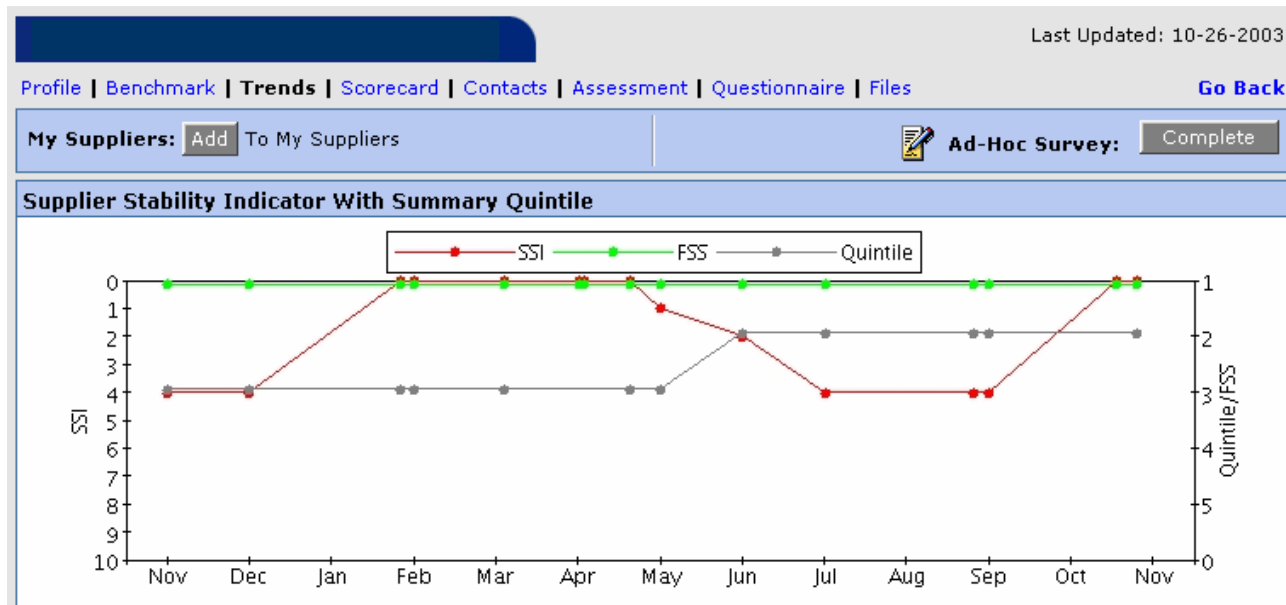 Last Updated: 10-26-2003
Profile | Benchmark | Trends | Scorecard | Contacts | Assessment | Questionnaire | Files Go Back
My Suppliers: Add To My Suppliers Ad-Hoc Survey: Complete
Supplier Stability Indicator With Summary Quintile
SSI FSS Quintile
0
1
2
3
4
5
6
7
8
9
10
SSI
1
2
3
4
5
0
Quintile/FSS
Nov Dec Jan Feb Mar Apr May Jun Jul Aug Sep Oct Nov